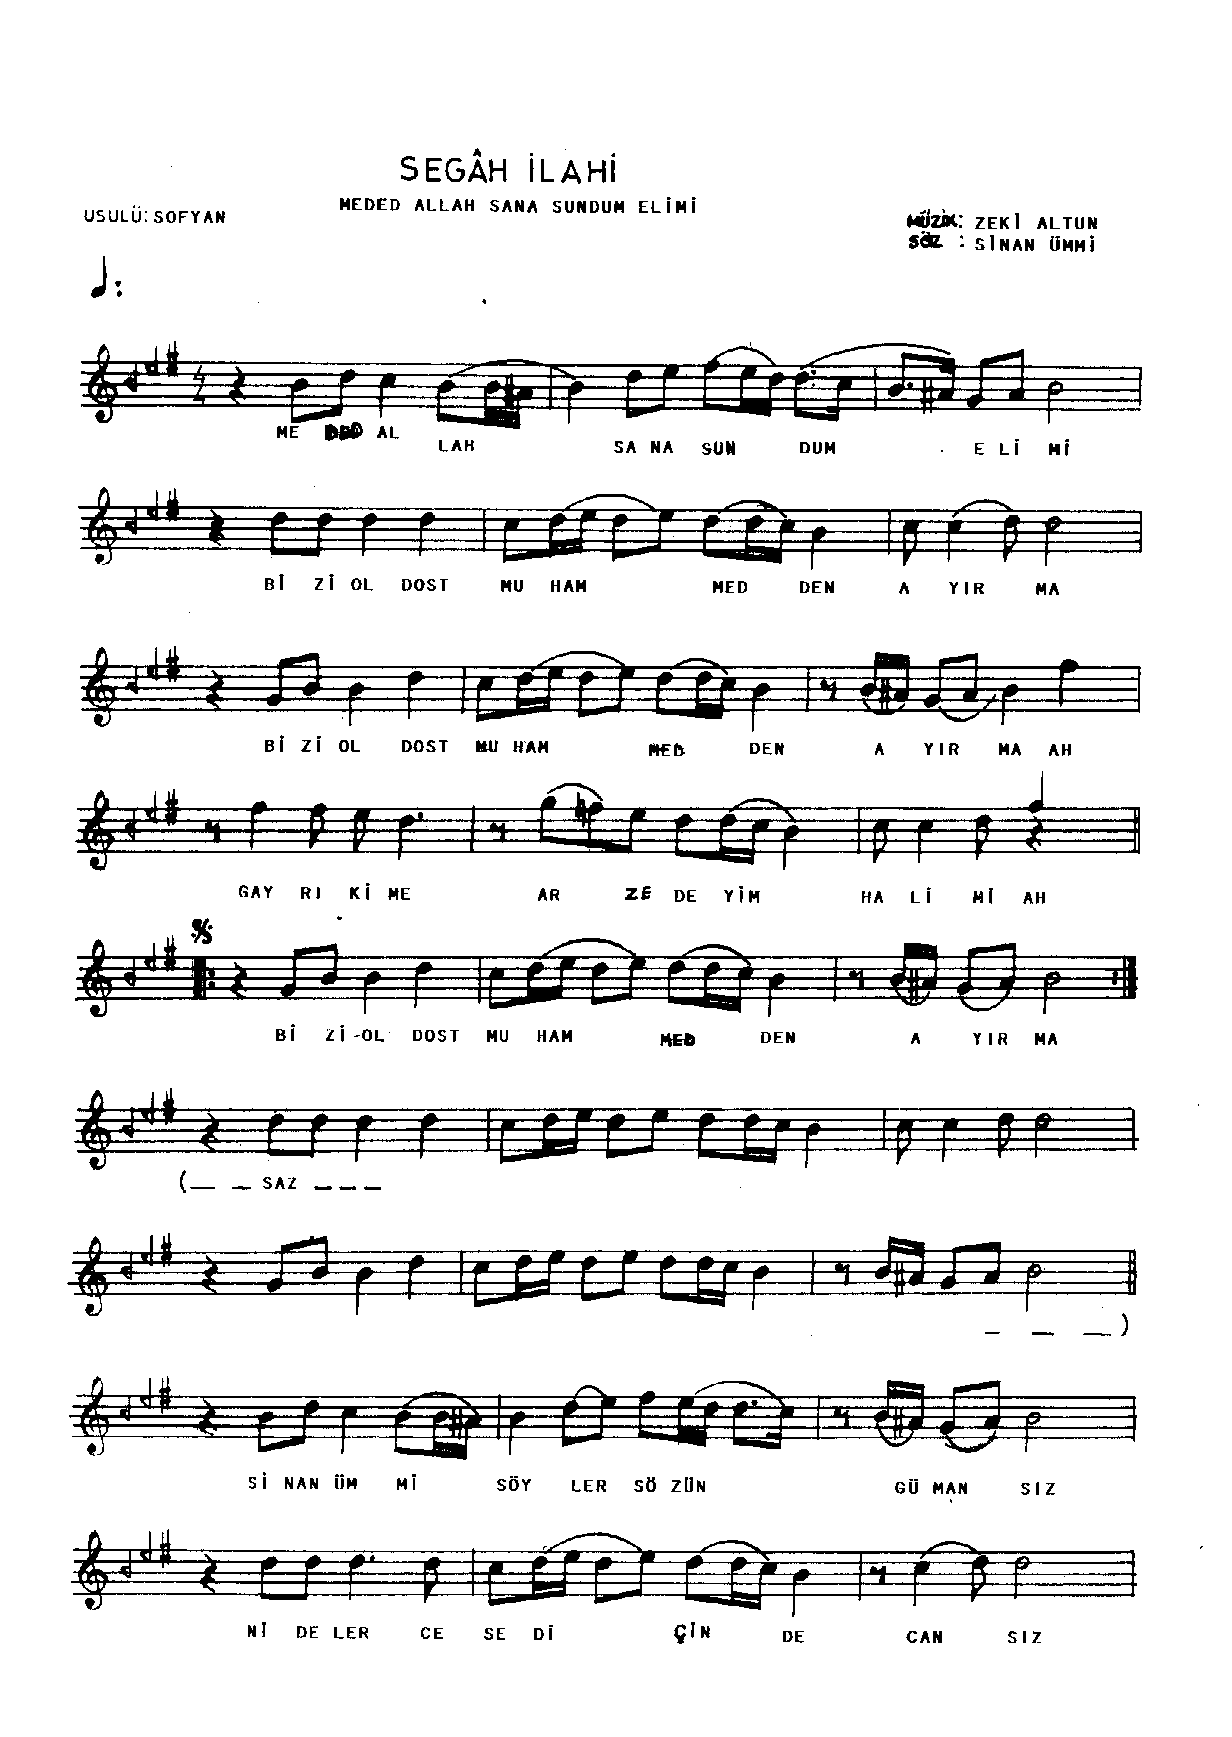 SEGÂH İLAHİ
MEDED ALLAH SANA SUNDUM ELİMİ
USULÜ: SOFYAN
MÜZİK: ZEKİ ALTUN
SÖZ : SİNAN ÜMMİ
ME DED AL LAH SA NA SUN DUM E Lİ Mİ
Bİ Zİ OL DOST MU HAM MED DEN A YIR MA
Bİ Zİ OL DOST MU HAM MED DEN A YIR MA AH
GAY RI Kİ ME AR ZE DE YİM HA Lİ Mİ AH
Bİ Zİ-OL DOST MU HAM MED DEN A YIR MA
(— — SAZ — — —
— — —)
Sİ NAN ÜM Mİ SÖY LER SÖ ZÜN GÜ MAN SIZ
Nİ DE LER CE SE Dİ ÇİN DE CAN SIZ